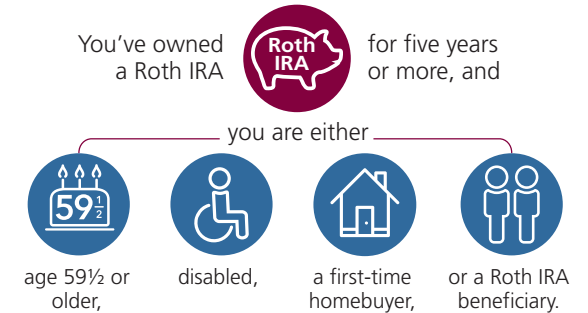 You've owned
a Roth IRA
Roth
IRA
for five years
or more, and
you are either
59½
age 59½ or
older,
disabled,
a first-time
homebuyer,
or a Roth IRA
beneficiary.